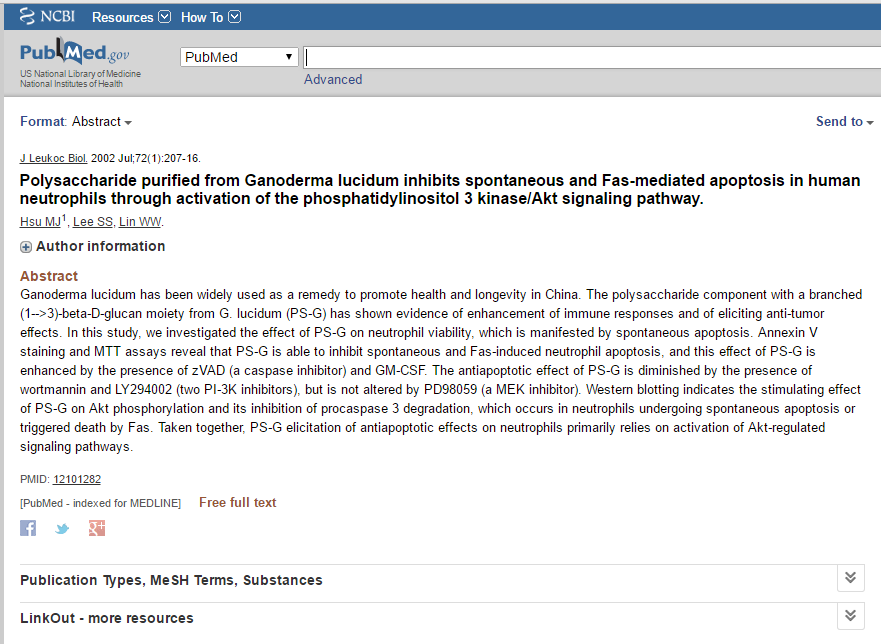 NCBI Resources How To
PubMed.gov
US National Library of Medicine
National Institutes of Health
PubMed
Advanced
Format: Abstract
Send to
J Leukoc Biol. 2002 Jul;72(1):207-16.
Polysaccharide purified from Ganoderma lucidum inhibits spontaneous and Fas-mediated apoptosis in human
neutrophils through activation of the phosphatidylinositol 3 kinase/Akt signaling pathway.
Hsu MJ1, Lee SS, Lin WW.
Author information
Abstract
Ganoderma lucidum has been widely used as a remedy to promote health and longevity in China. The polysaccharide component with a branched
(1-->3)-beta-D-glucan moiety from G. lucidum (PS-G) has shown evidence of enhancement of immune responses and of eliciting anti-tumor
effects. In this study, we investigated the effect of PS-G on neutrophil viability, which is manifested by spontaneous apoptosis. Annexin V
staining and MTT assays reveal that PS-G is able to inhibit spontaneous and Fas-induced neutrophil apoptosis, and this effect of PS-G is
enhanced by the presence of zVAD (a caspase inhibitor) and GM-CSF. The antiapoptotic effect of PS-G is diminished by the presence of
wortmannin and LY294002 (two PI-3K inhibitors), but is not altered by PD98059 (a MEK inhibitor). Western blotting indicates the stimulating effect
of PS-G on Akt phosphorylation and its inhibition of procaspase 3 degradation, which occurs in neutrophils undergoing spontaneous apoptosis or
triggered death by Fas. Taken together, PS-G elicitation of antiapoptotic effects on neutrophils primarily relies on activation of Akt-regulated
signaling pathways.
PMID: 12101282
[PubMed - indexed for MEDLINE] Free full text
Publication Types, MeSH Terms, Substances
LinkOut - more resources